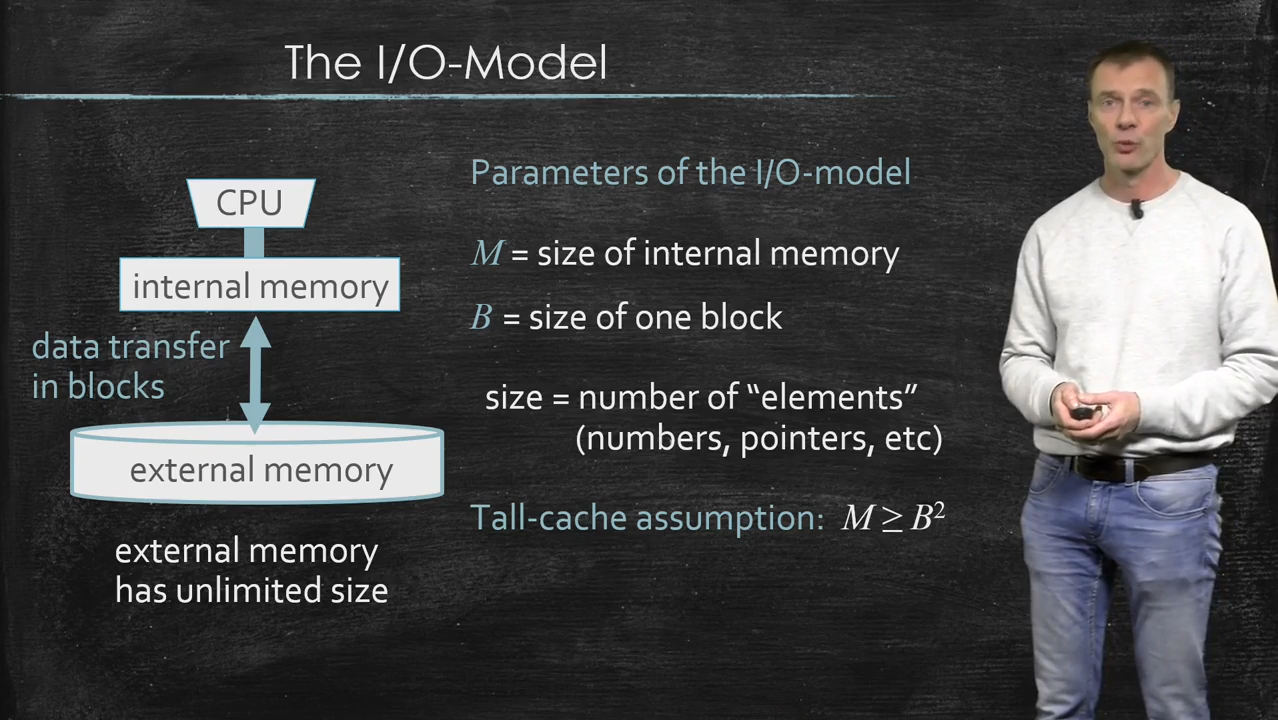 The I/O-Model
CPU
internal memory
data transfer
in blocks
external memory
external memory
has unlimited size
Parameters of the I/O-model
M = size of internal memory
B = size of one block
size = number of “elements”
(numbers, pointers, etc)
Tall-cache assumption: M ≥ B²